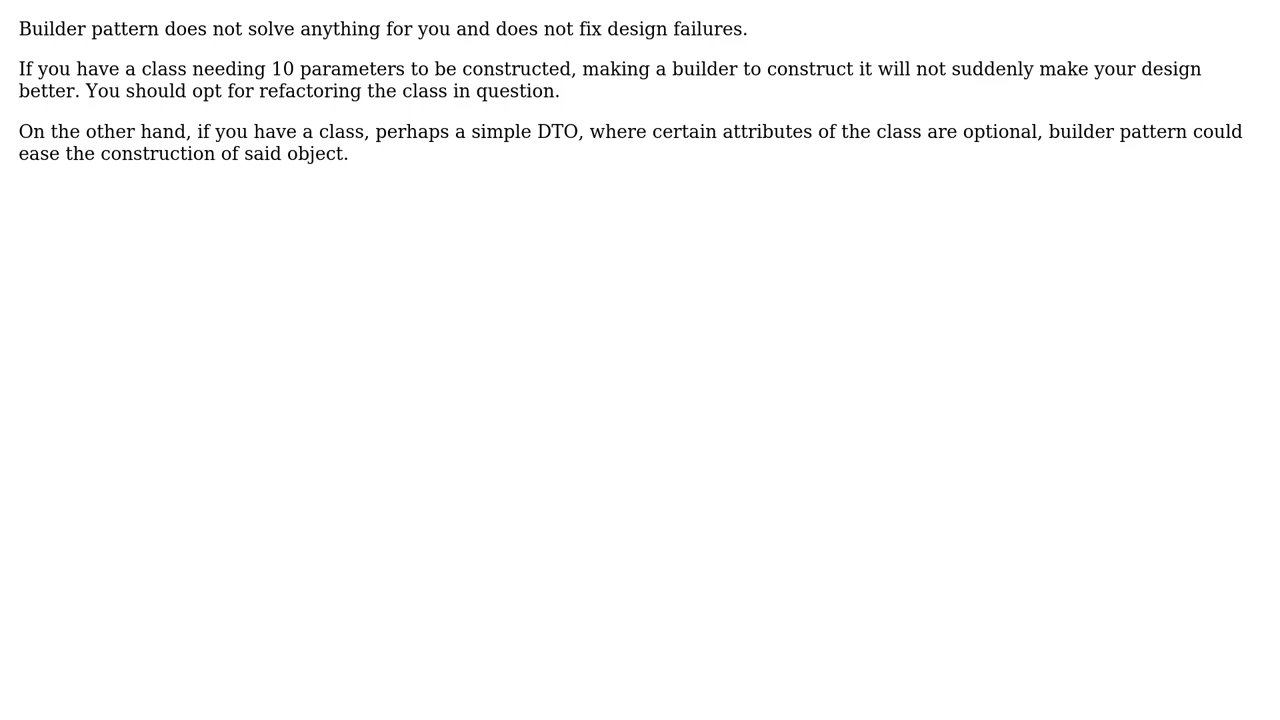 Builder pattern does not solve anything for you and does not fix design failures.
If you have a class needing 10 parameters to be constructed, making a builder to construct it will not suddenly make your design
better. You should opt for refactoring the class in question.
On the other hand, if you have a class, perhaps a simple DTO, where certain attributes of the class are optional, builder pattern could
ease the construction of said object.